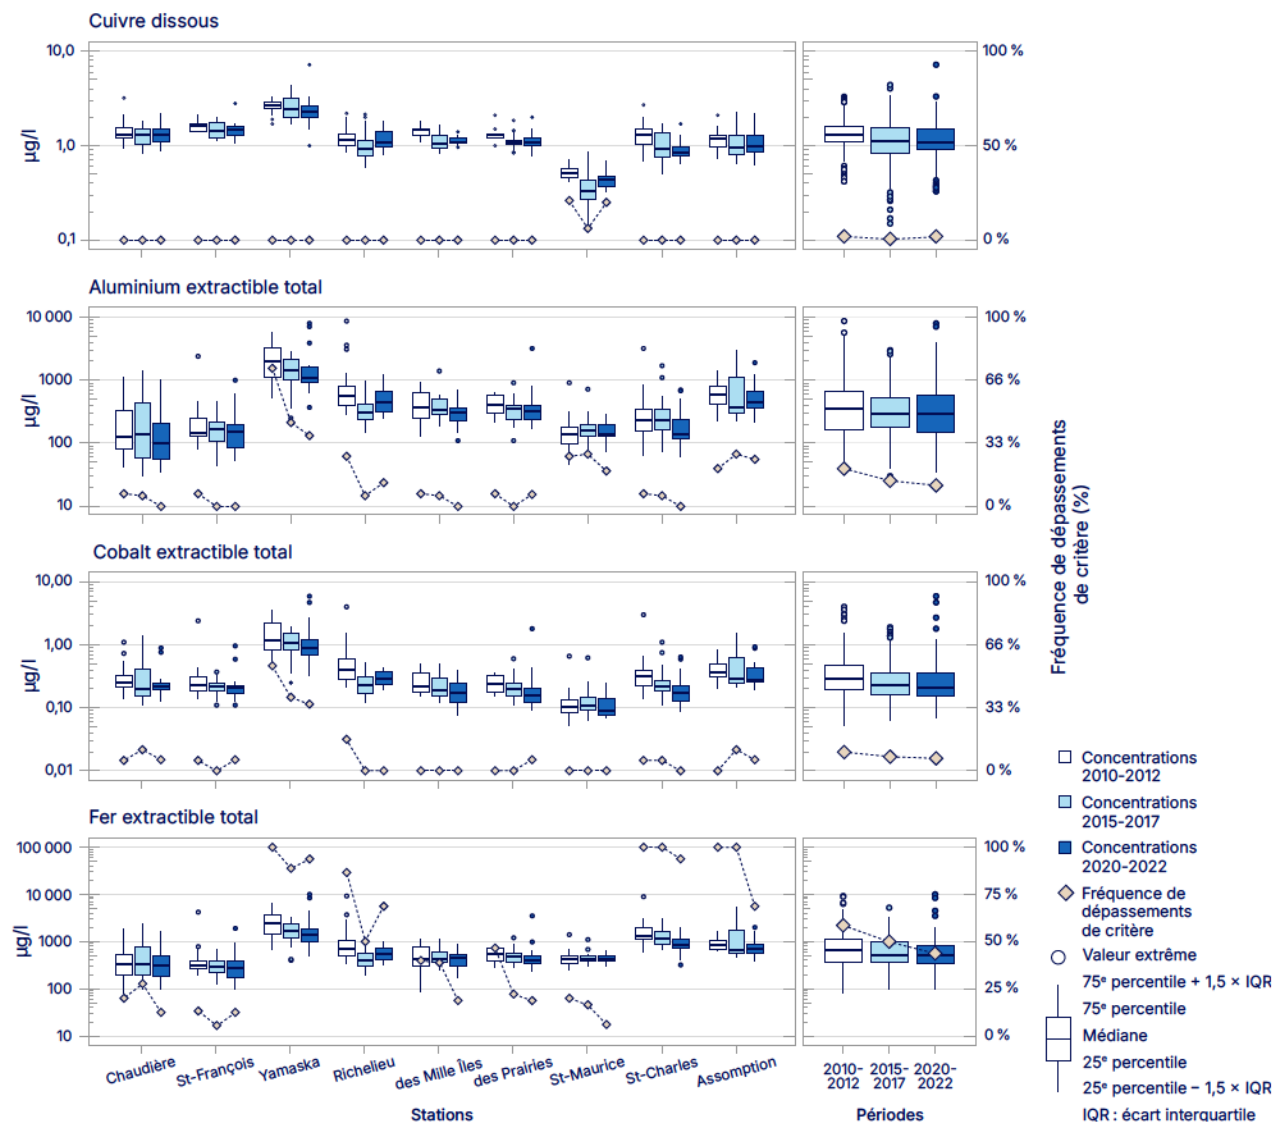 Cuivre dissous
10,0
1,0
0,1
µg/l
100 %
50 %
0 %
Aluminium extractible total
10 000
1000
100
10
µg/l
100 %
66 %
33 %
0 %
Cobalt extractible total
10,00
1,00
0,10
0,01
µg/l
100 %
66 %
33 %
0 %
Fer extractible total
100 000
10 000
1000
100
10
µg/l
100 %
75 %
50 %
25 %
0 %
Chaudière
St-François
Yamaska
Richelieu
des Mille Îles
des Prairies
St-Maurice
St-Charles
Assomption
Stations
2010-
2012
2015-
2017
2020-
2022
Périodes
Fréquence de dépassements
de critère (%)
Concentrations
2010-2012
Concentrations
2015-2017
Concentrations
2020-2022
Fréquence de
dépassements
de critère
Valeur extrême
75ᵉ percentile + 1,5 × IQR
75ᵉ percentile
Médiane
25ᵉ percentile
25ᵉ percentile − 1,5 × IQR
IQR : écart interquartile